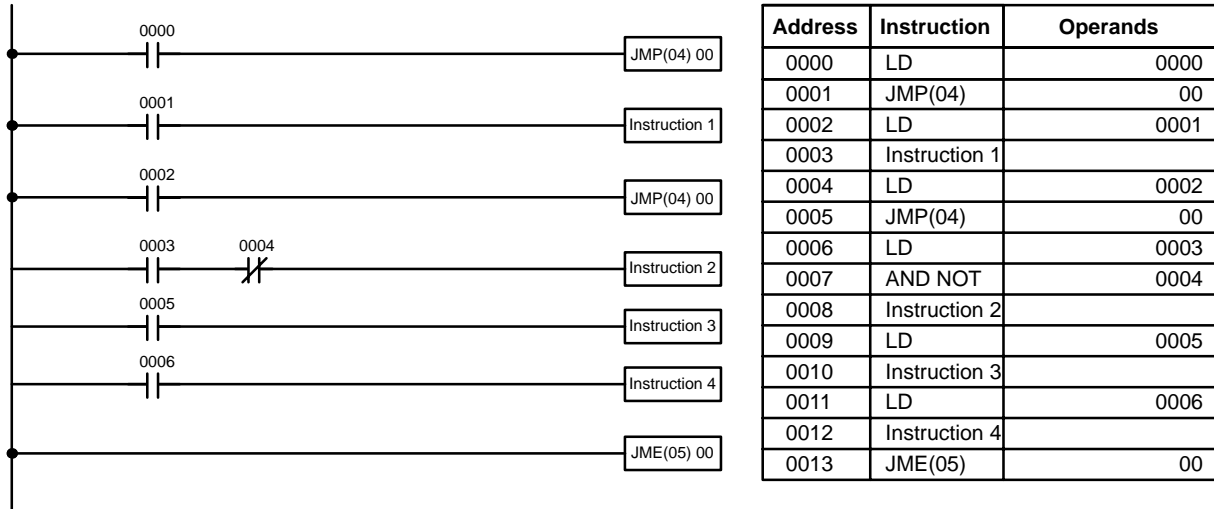 0000
JMP(04) 00
0001
Instruction 1
0002
JMP(04) 00
0003 0004
Instruction 2
0005
Instruction 3
0006
Instruction 4
JME(05) 00
Address Instruction Operands
0000 LD 0000
0001 JMP(04) 00
0002 LD 0001
0003 Instruction 1
0004 LD 0002
0005 JMP(04) 00
0006 LD 0003
0007 AND NOT 0004
0008 Instruction 2
0009 LD 0005
0010 Instruction 3
0011 LD 0006
0012 Instruction 4
0013 JME(05) 00